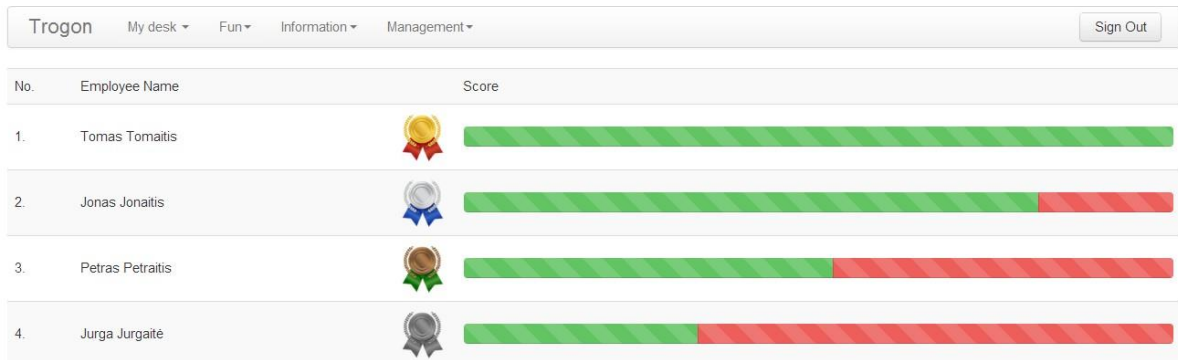 Trogon My desk Fun Information Management Sign Out
No. Employee Name Score
1. Tomas Tomaitis
2. Jonas Jonaitis
3. Petras Petraitis
4. Jurga Jurgaitė